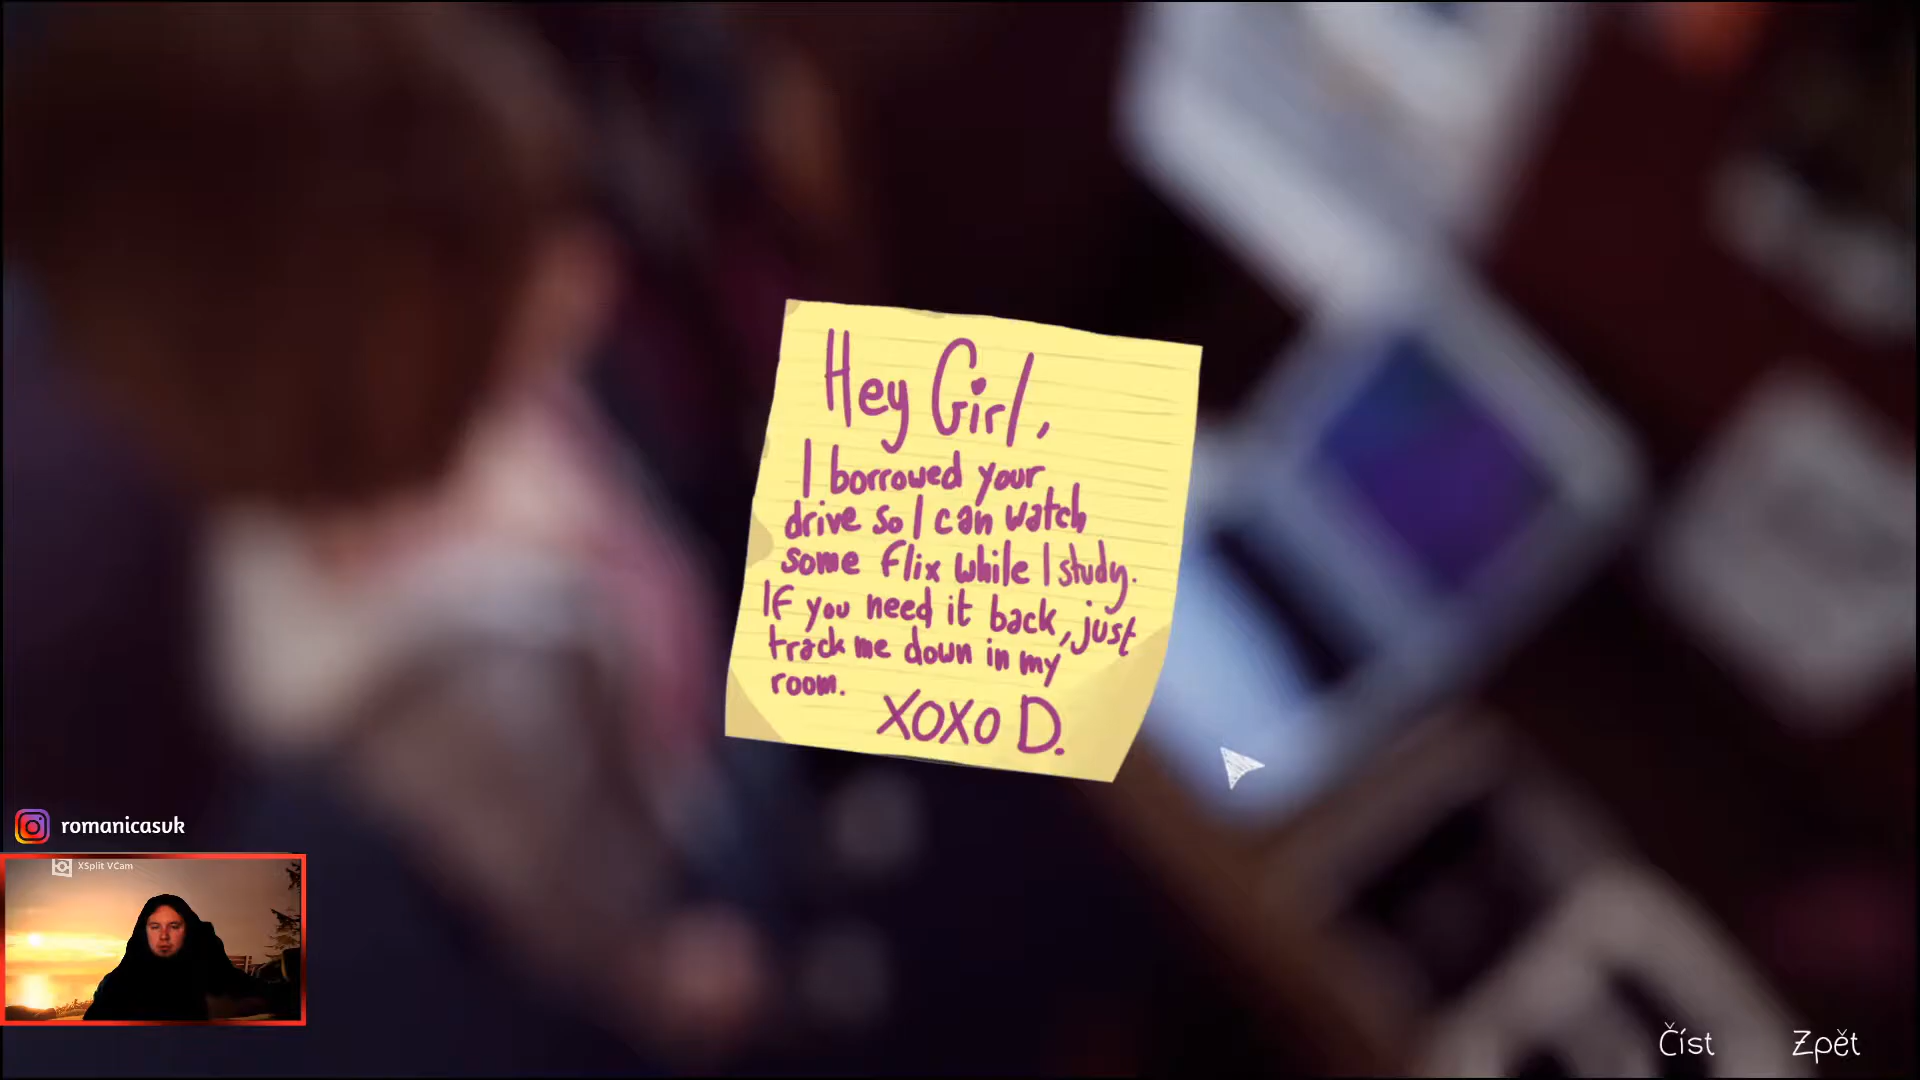 Hey Girl,
I borrowed your
drive so I can watch
some flix while I study.
If you need it back, just
track me down in my
room.
XOXO D.
romanicasuk
XSplit VCam
Číst
Zpět